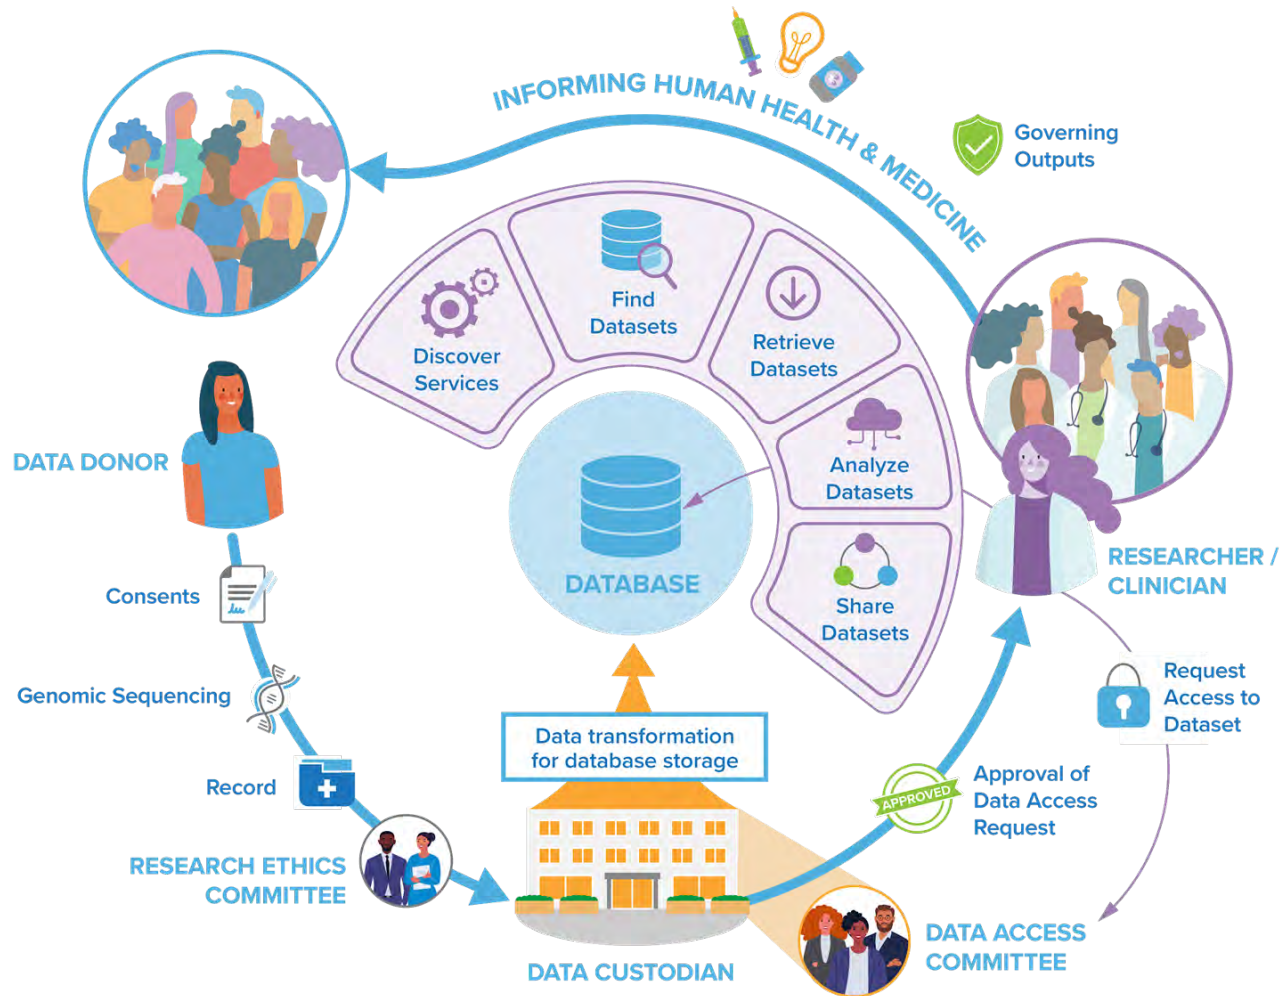 INFORMING HUMAN HEALTH & MEDICINE
Governing
Outputs
Discover
Services
Find
Datasets
Retrieve
Datasets
Analyze
Datasets
Share
Datasets
DATABASE
DATA DONOR
Consents
Genomic Sequencing
Record
RESEARCH ETHICS
COMMITTEE
Data transformation
for database storage
DATA CUSTODIAN
RESEARCHER /
CLINICIAN
Request
Access to
Dataset
APPROVED
Approval of
Data Access
Request
DATA ACCESS
COMMITTEE